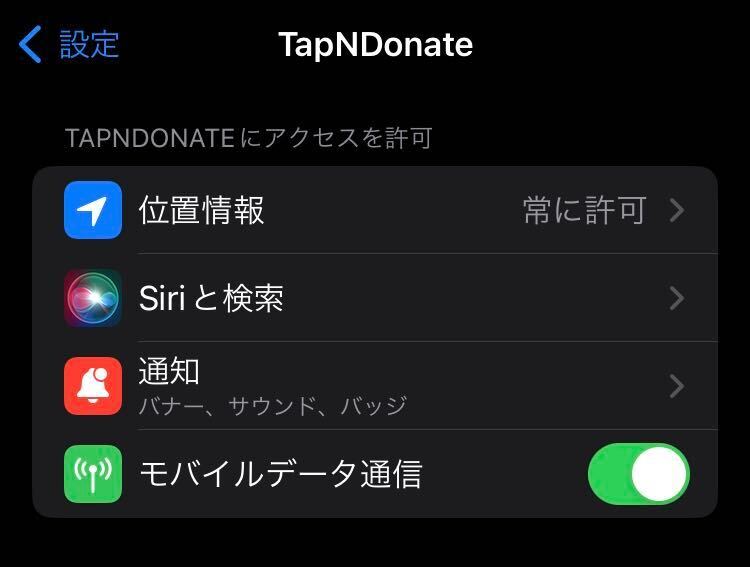 設定
TapNDonate
TAPNDONATEにアクセスを許可
位置情報 常に許可
Siriと検索
通知
バナー、サウンド、バッジ
モバイルデータ通信